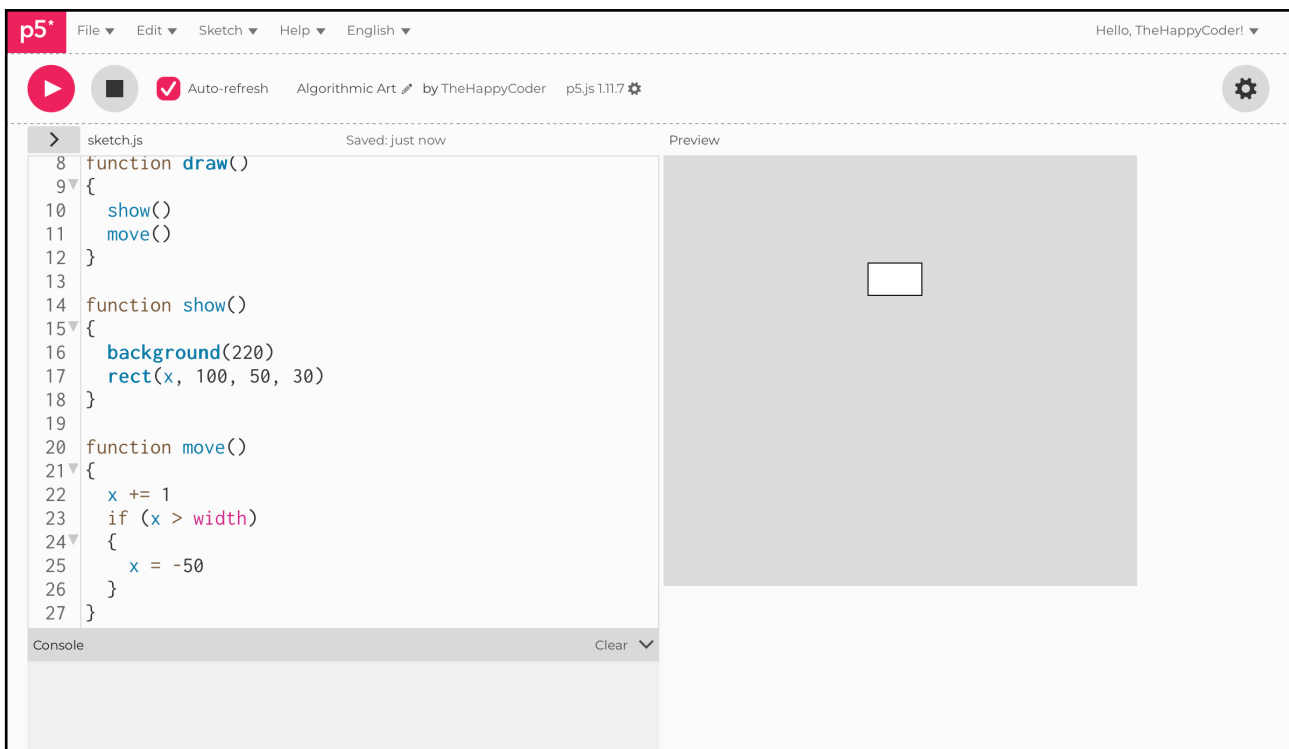 p5* File Edit Sketch Help English Hello, TheHappyCoder!
Auto-refresh Algorithmic Art by TheHappyCoder p5.js 1.11.7
sketch.js Saved: just now Preview
8 function draw()
9 {
10   show()
11   move()
12 }
13
14 function show()
15 {
16   background(220)
17   rect(x, 100, 50, 30)
18 }
19
20 function move()
21 {
22   x += 1
23   if (x > width)
24   {
25     x = -50
26   }
27 }
Console Clear